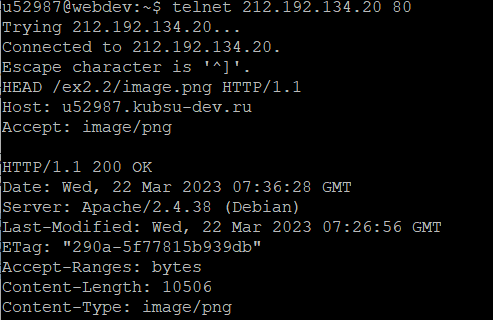 u52987@webdev:~$ telnet 212.192.134.20 80
Trying 212.192.134.20...
Connected to 212.192.134.20.
Escape character is '^]'.
HEAD /ex2.2/image.png HTTP/1.1
Host: u52987.kubsu-dev.ru
Accept: image/png

HTTP/1.1 200 OK
Date: Wed, 22 Mar 2023 07:36:28 GMT
Server: Apache/2.4.38 (Debian)
Last-Modified: Wed, 22 Mar 2023 07:26:56 GMT
ETag: "290a-5f77815b939db"
Accept-Ranges: bytes
Content-Length: 10506
Content-Type: image/png